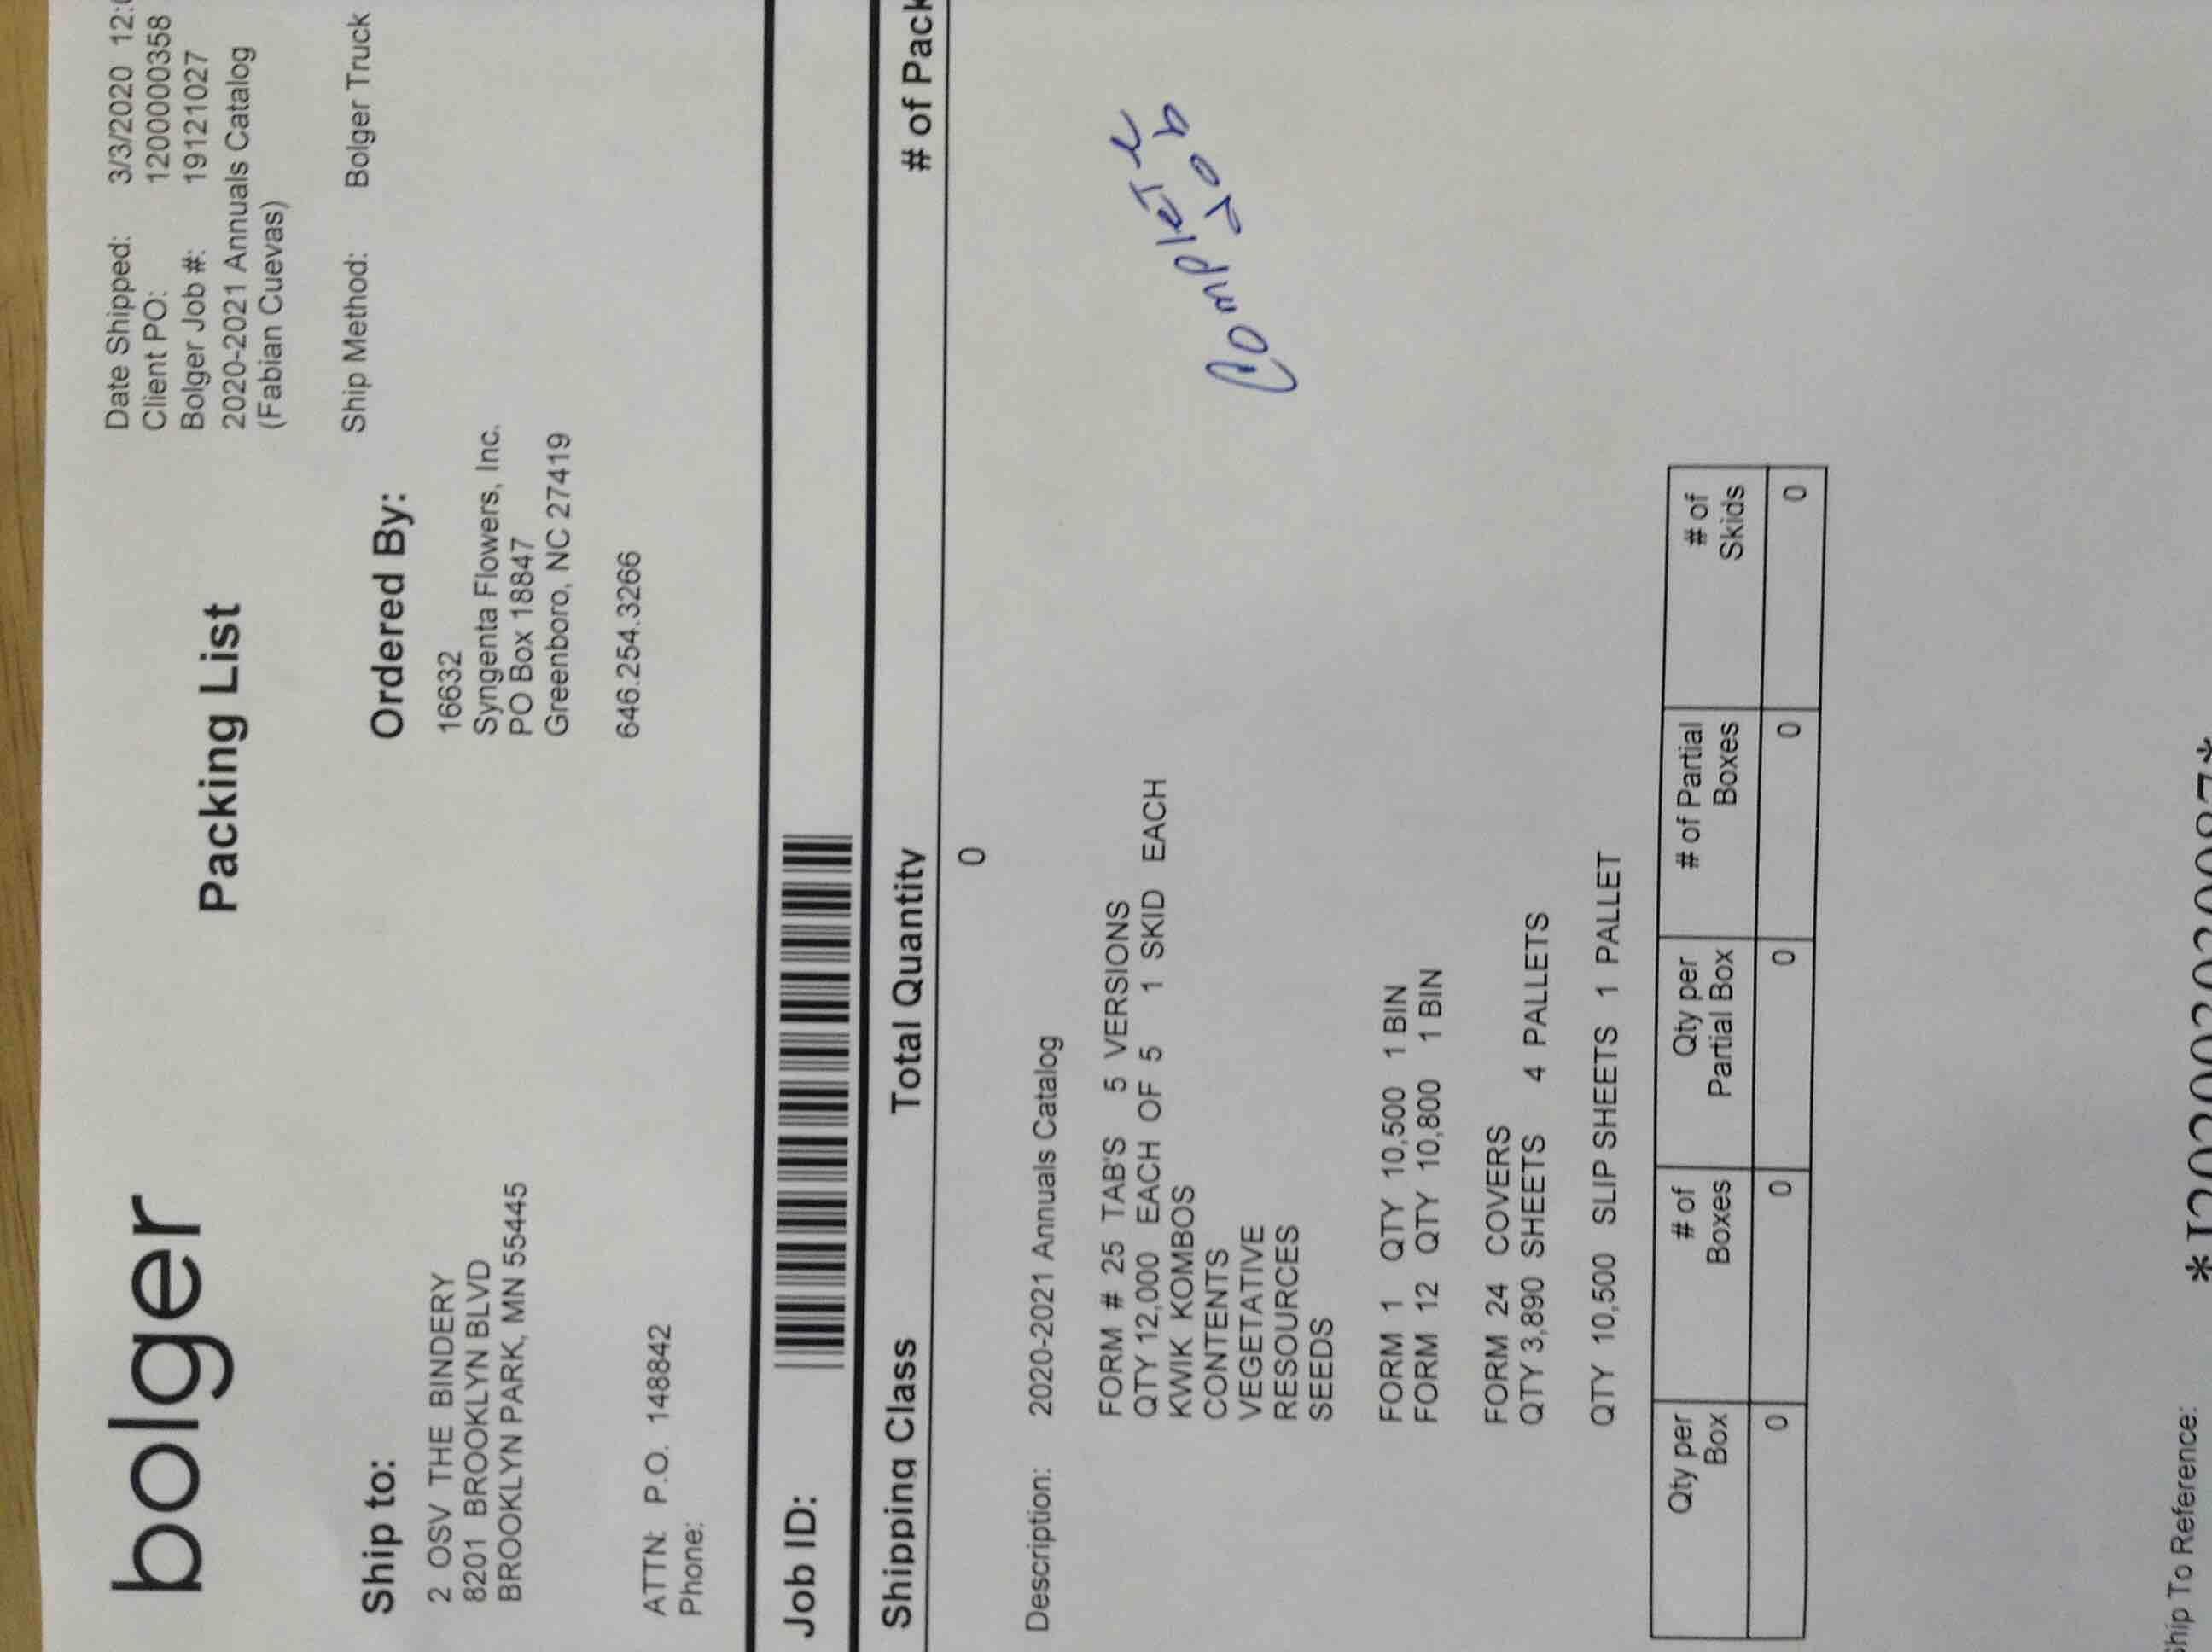 bolger
Packing List
Date Shipped: 3/3/2020 12:
Client PO: 1200000358
Bolger Job #: 191121027
2020-2021 Annuals Catalog
(Fabian Cuevas)
Ship Method: Bolger Truck
Ship to:
2 OSV THE BINDERY
8201 BROOKLYN BLVD
BROOKLYN PARK, MN 55445
ATTN: P.O. 148842
Phone:
Ordered By:
16632
Syngenta Flowers, Inc.
PO Box 18847
Greenboro, NC 27419
646.254.3266
Job ID:
Shipping Class Total Quantity # of Pack
0
Description: 2020-2021 Annuals Catalog
FORM # 25 TAB'S 5 VERSIONS
QTY 12,000 EACH OF 5 1 SKID EACH
KWIK KOMBOS
CONTENTS
VEGETATIVE
RESOURCES
SEEDS
Complete
Job
FORM 1 QTY 10,500 1 BIN
FORM 12 QTY 10,800 1 BIN
FORM 24 COVERS
QTY 3,890 SHEETS 4 PALLETS
QTY 10,500 SLIP SHEETS 1 PALLET
Qty per Box # of Boxes Qty per Partial Box # of Partial Boxes # of Skids
0 0 0 0 0
Ship To Reference: